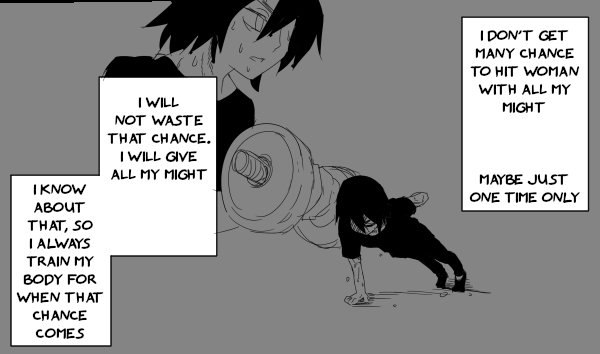 I DON'T GET
MANY CHANCE
TO HIT WOMAN
WITH ALL MY
MIGHT
MAYBE JUST
ONE TIME ONLY
I WILL
NOT WASTE
THAT CHANCE.
I WILL GIVE
ALL MY MIGHT
I KNOW
ABOUT
THAT, SO
I ALWAYS
TRAIN MY
BODY FOR
WHEN THAT
CHANCE
COMES